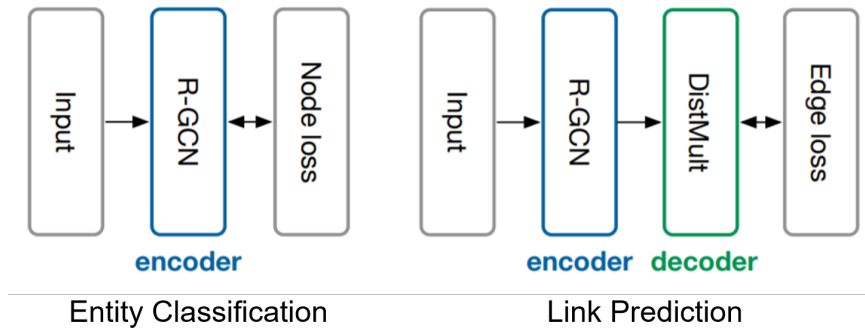 Input
R-GCN
Node loss
encoder
Entity Classification
Input
R-GCN
DistMult
Edge loss
encoder
decoder
Link Prediction